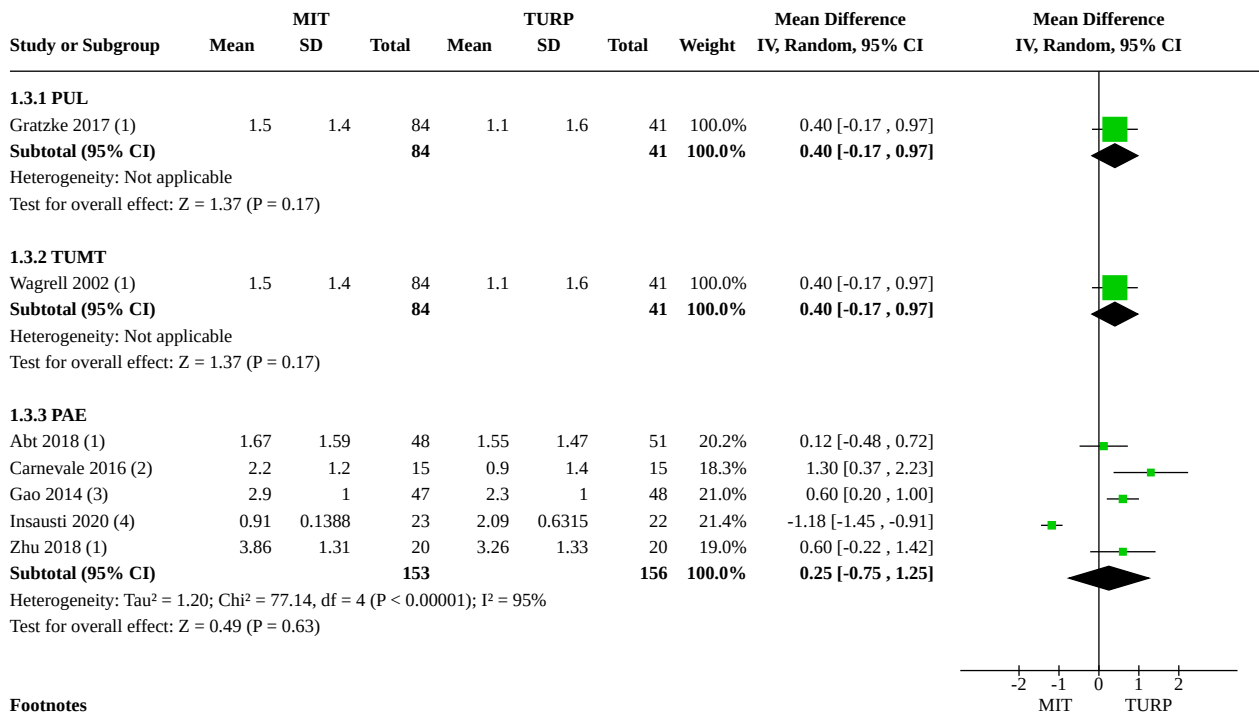 MIT TURP Mean Difference Mean Difference
Study or Subgroup Mean SD Total Mean SD Total Weight IV, Random, 95% CI IV, Random, 95% CI
1.3.1 PUL
Gratzke 2017 (1) 1.5 1.4 84 1.1 1.6 41 100.0% 0.40 [-0.17 , 0.97]
Subtotal (95% CI) 84 41 100.0% 0.40 [-0.17 , 0.97]
Heterogeneity: Not applicable
Test for overall effect: Z = 1.37 (P = 0.17)
1.3.2 TUMT
Wagrell 2002 (1) 1.5 1.4 84 1.1 1.6 41 100.0% 0.40 [-0.17 , 0.97]
Subtotal (95% CI) 84 41 100.0% 0.40 [-0.17 , 0.97]
Heterogeneity: Not applicable
Test for overall effect: Z = 1.37 (P = 0.17)
1.3.3 PAE
Abt 2018 (1) 1.67 1.59 48 1.55 1.47 51 20.2% 0.12 [-0.48 , 0.72]
Carnevale 2016 (2) 2.2 1.2 15 0.9 1.4 15 18.3% 1.30 [0.37 , 2.23]
Gao 2014 (3) 2.9 1 47 2.3 1 48 21.0% 0.60 [0.20 , 1.00]
Insausti 2020 (4) 0.91 0.1388 23 2.09 0.6315 22 21.4% -1.18 [-1.45 , -0.91]
Zhu 2018 (1) 3.86 1.31 20 3.26 1.33 20 19.0% 0.60 [-0.22 , 1.42]
Subtotal (95% CI) 153 156 100.0% 0.25 [-0.75 , 1.25]
Heterogeneity: Tau² = 1.20; Chi² = 77.14, df = 4 (P < 0.00001); I² = 95%
Test for overall effect: Z = 0.49 (P = 0.63)
-2 -1 0 1 2
Footnotes MIT TURP